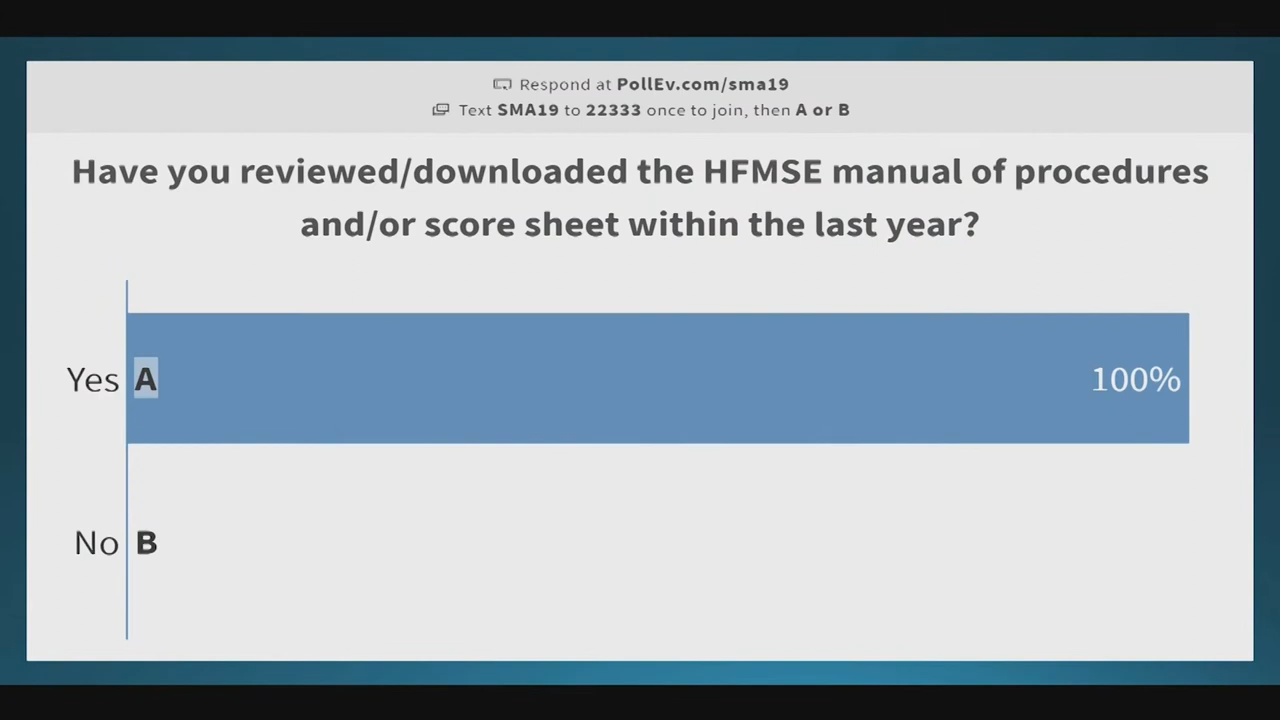 Respond at PollEv.com/sma19
Text SMA19 to 22333 once to join, then A or B
Have you reviewed/downloaded the HFMSE manual of procedures
and/or score sheet within the last year?
Yes A 100%
No B